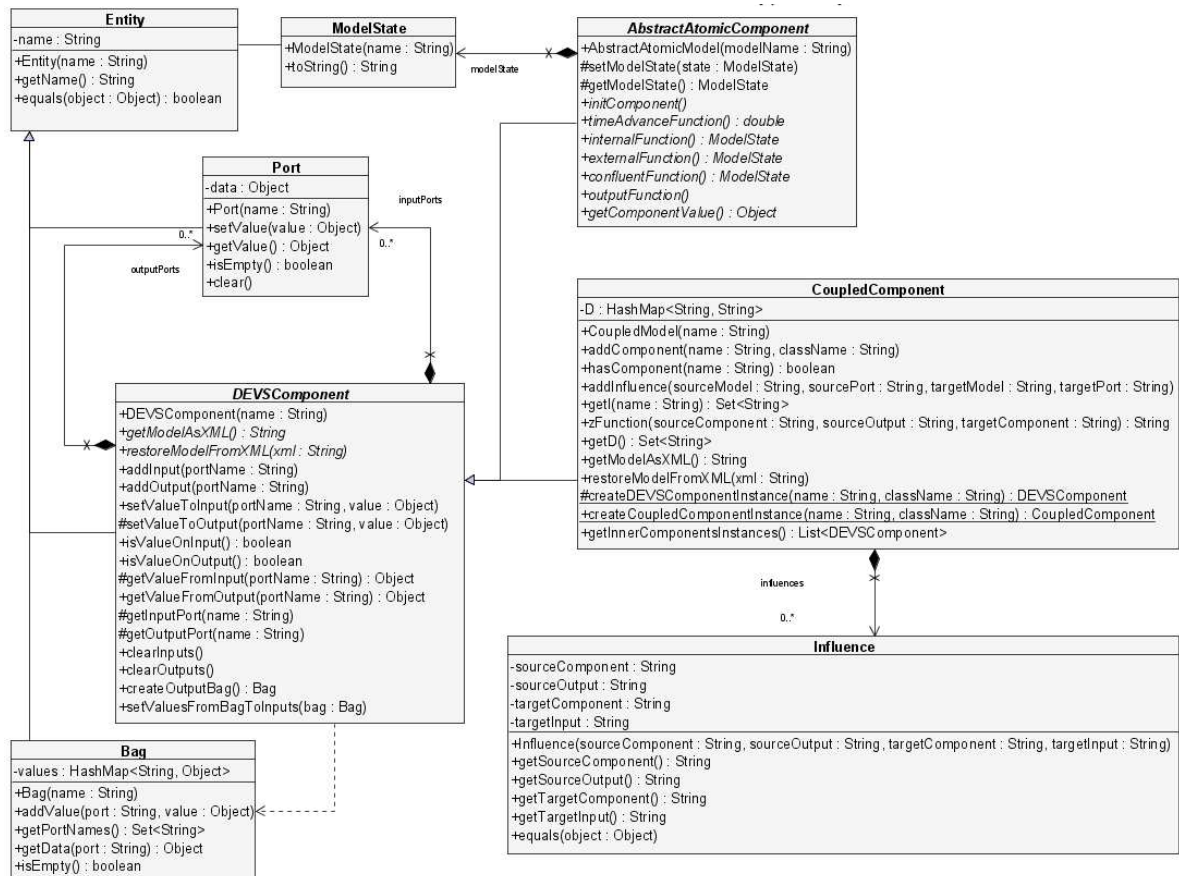 Entity
-name : String
+Entity(name : String)
+getName() : String
+equals(object : Object) : boolean
ModelState
+ModelState(name : String)
+toString() : String
modelState
X
AbstractAtomicComponent
+AbstractAtomicModel(modelName : String)
#setModelState(state : ModelState)
#getModelState() : ModelState
+initComponent()
+timeAdvanceFunction() : double
+internalFunction() : ModelState
+externalFunction() : ModelState
+confluentFunction() : ModelState
+outputFunction()
+getComponentValue() : Object
Port
-data : Object
+Port(name : String)
+setValue(value : Object)
+getValue() : Object
+isEmpty() : boolean
+clear()
inputPorts
0..*
0..*
outputPorts
X
X
DEVSComponent
+DEVSComponent(name : String)
+getModelAsXML() : String
+restoreModelFromXML(xml : String)
+addInput(portName : String)
+addOutput(portName : String)
+setValueToInput(portName : String, value : Object)
#setValueToOutput(portName : String, value : Object)
+isValueOnInput() : boolean
+isValueOnOutput() : boolean
#getValueFromInput(portName : String) : Object
+getValueFromOutput(portName : String) : Object
#getInputPort(name : String)
#getOutputPort(name : String)
+clearInputs()
+clearOutputs()
+createOutputBag() : Bag
+setValuesFromBagToInputs(bag : Bag)
CoupledComponent
-D : HashMap<String, String>
+CoupledModel(name : String)
+addComponent(name : String, className : String)
+hasComponent(name : String) : boolean
+addInfluence(sourceModel : String, sourcePort : String, targetModel : String, targetPort : String)
+getI(name : String) : Set<String>
+zFunction(sourceComponent : String, sourceOutput : String, targetComponent : String) : String
+getD() : Set<String>
+getModelAsXML() : String
+restoreModelFromXML(xml : String)
#createDEVSComponentInstance(name : String, className : String) : DEVSComponent
+createCoupledComponentInstance(name : String, className : String) : CoupledComponent
+getInnerComponentsInstances() : List<DEVSComponent>
X
influences
0..*
Influence
-sourceComponent : String
-sourceOutput : String
-targetComponent : String
-targetInput : String
+Influence(sourceComponent : String, sourceOutput : String, targetComponent : String, targetInput : String)
+getSourceComponent() : String
+getSourceOutput() : String
+getTargetComponent() : String
+getTargetInput() : String
+equals(object : Object)
Bag
-values : HashMap<String, Object>
+Bag(name : String)
+addValue(port : String, value : Object)
+getPortNames() : Set<String>
+getData(port : String) : Object
+isEmpty() : boolean